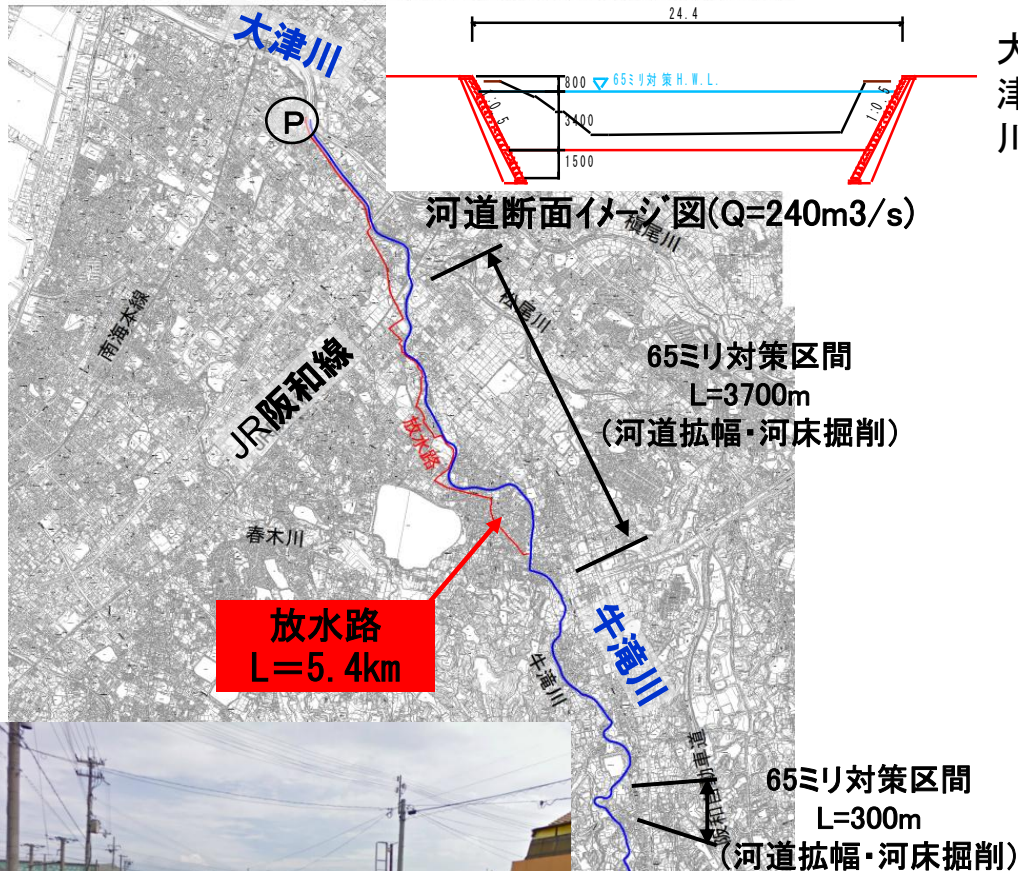 24.4
大津川
大津川
P
800
65ミリ対策H.W.L.
1:0.5
1:0.5
3400
1500
河道断面イメージ図(Q=240m3/s)
槇尾川
松尾川
南海本線
JR阪和線
65ミリ対策区間
L=3700m
(河道拡幅・河床掘削)
放水路
春木川
放水路
L=5.4km
牛滝川
牛滝川
65ミリ対策区間
L=300m
(河道拡幅・河床掘削)